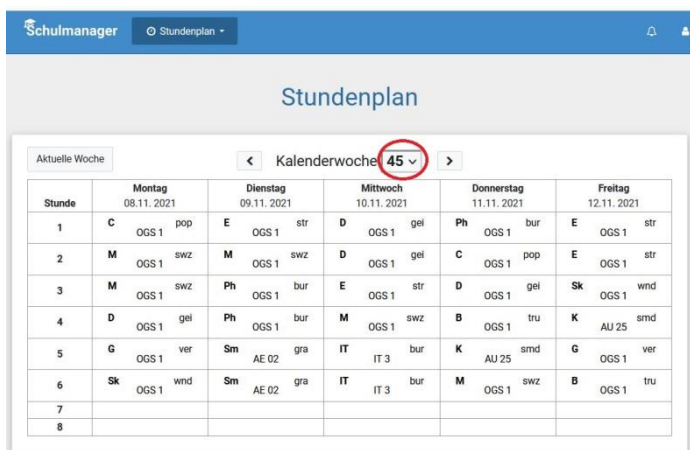 Schulmanager Stundenplan
Stundenplan
Aktuelle Woche Kalenderwoche 45
Stunde Montag 08.11. 2021 Dienstag 09.11. 2021 Mittwoch 10.11. 2021 Donnerstag 11.11. 2021 Freitag 12.11. 2021
1 C OGS 1 pop E OGS 1 str D OGS 1 gei Ph OGS 1 bur E OGS 1 str
2 M OGS 1 swz M OGS 1 swz D OGS 1 gei C OGS 1 pop E OGS 1 str
3 M OGS 1 swz Ph OGS 1 bur E OGS 1 str D OGS 1 gei Sk OGS 1 wnd
4 D OGS 1 gei Ph OGS 1 bur M OGS 1 swz B OGS 1 tru K AU 25 smd
5 G OGS 1 ver Sm AE 02 gra IT IT 3 bur K AU 25 smd G OGS 1 ver
6 Sk OGS 1 wnd Sm AE 02 gra IT IT 3 bur M OGS 1 swz B OGS 1 tru
7
8